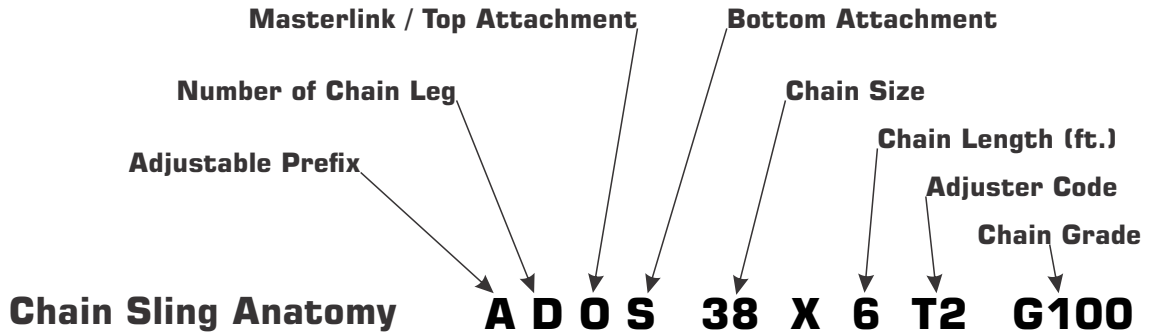 Masterlink / Top Attachment
Bottom Attachment
Number of Chain Leg
Chain Size
Chain Length (ft.)
Adjustable Prefix
Adjuster Code
Chain Grade
Chain Sling Anatomy A D O S 38 X 6 T2 G100